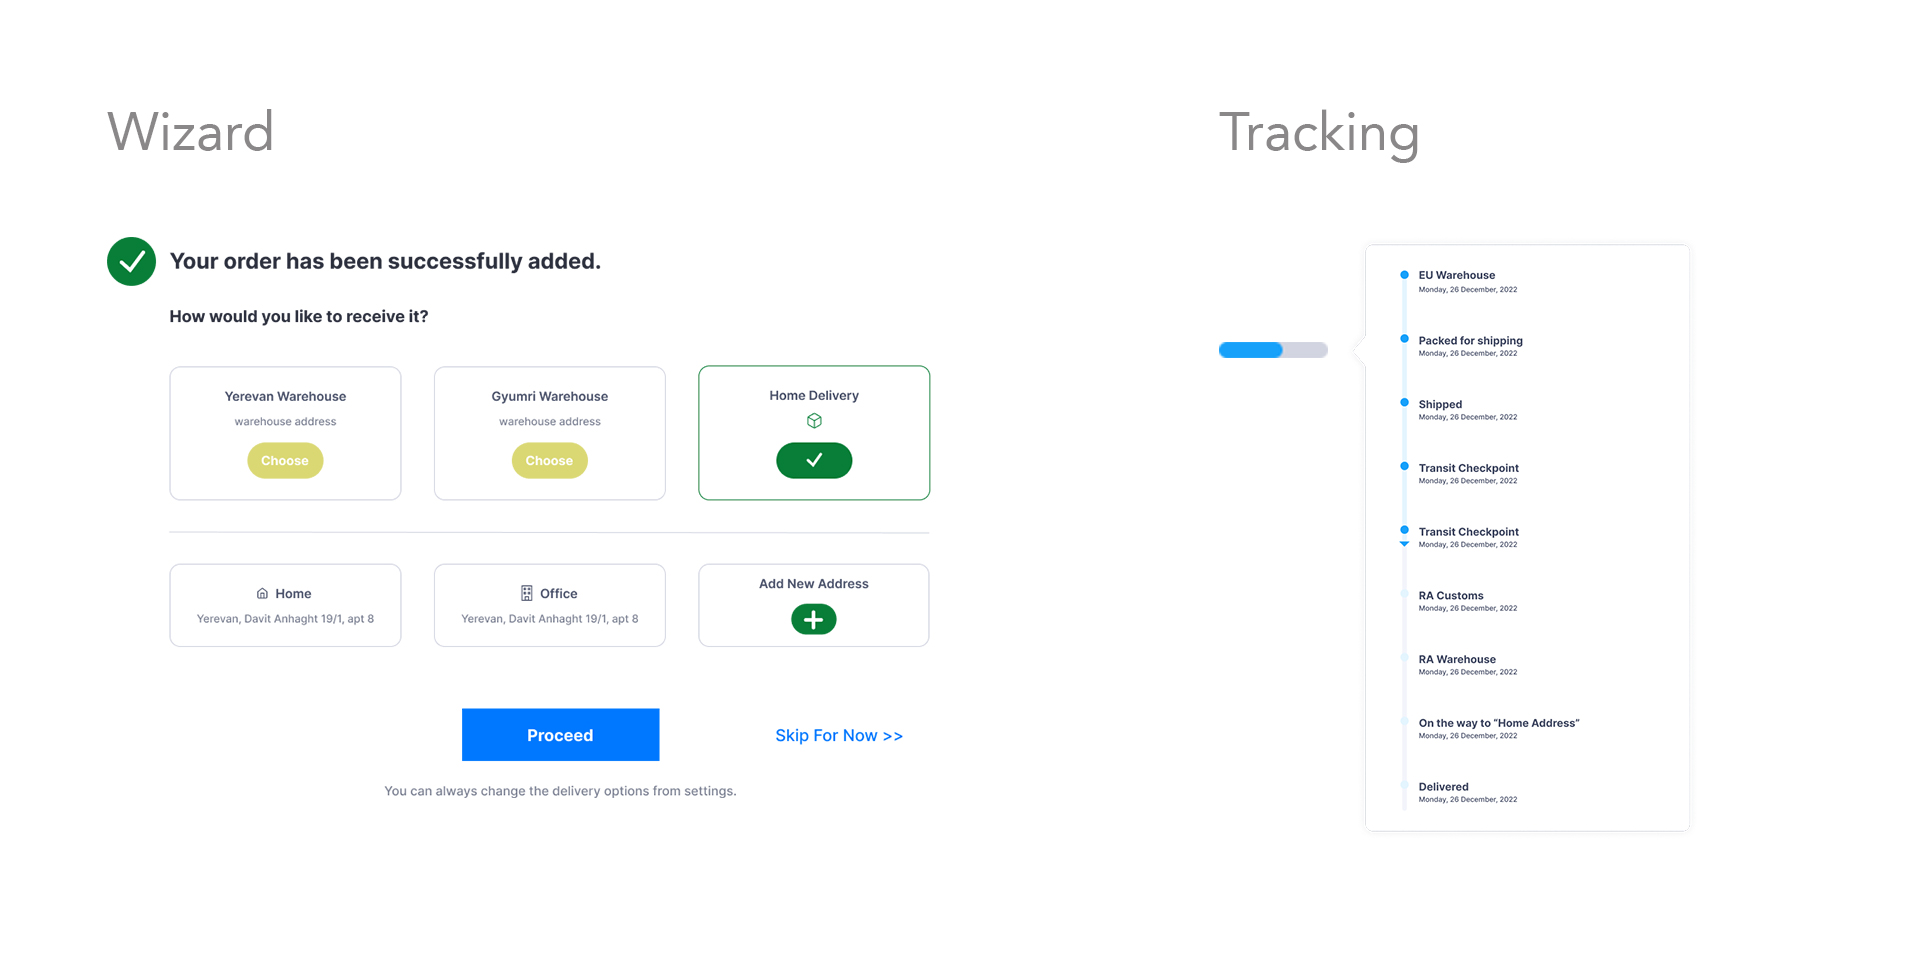 Wizard
Your order has been successfully added.
How would you like to receive it?
Yerevan Warehouse
warehouse address
Choose
Gyumri Warehouse
warehouse address
Choose
Home Delivery
Home
Yerevan, Davit Anhaght 19/1, apt 8
Office
Yerevan, Davit Anhaght 19/1, apt 8
Add New Address
Proceed
Skip For Now >>
You can always change the delivery options from settings.
Tracking
EU Warehouse
Monday, 26 December, 2022
Packed for shipping
Monday, 26 December, 2022
Shipped
Monday, 26 December, 2022
Transit Checkpoint
Monday, 26 December, 2022
Transit Checkpoint
Monday, 26 December, 2022
RA Customs
Monday, 26 December, 2022
RA Warehouse
Monday, 26 December, 2022
On the way to “Home Address”
Monday, 26 December, 2022
Delivered
Monday, 26 December, 2022